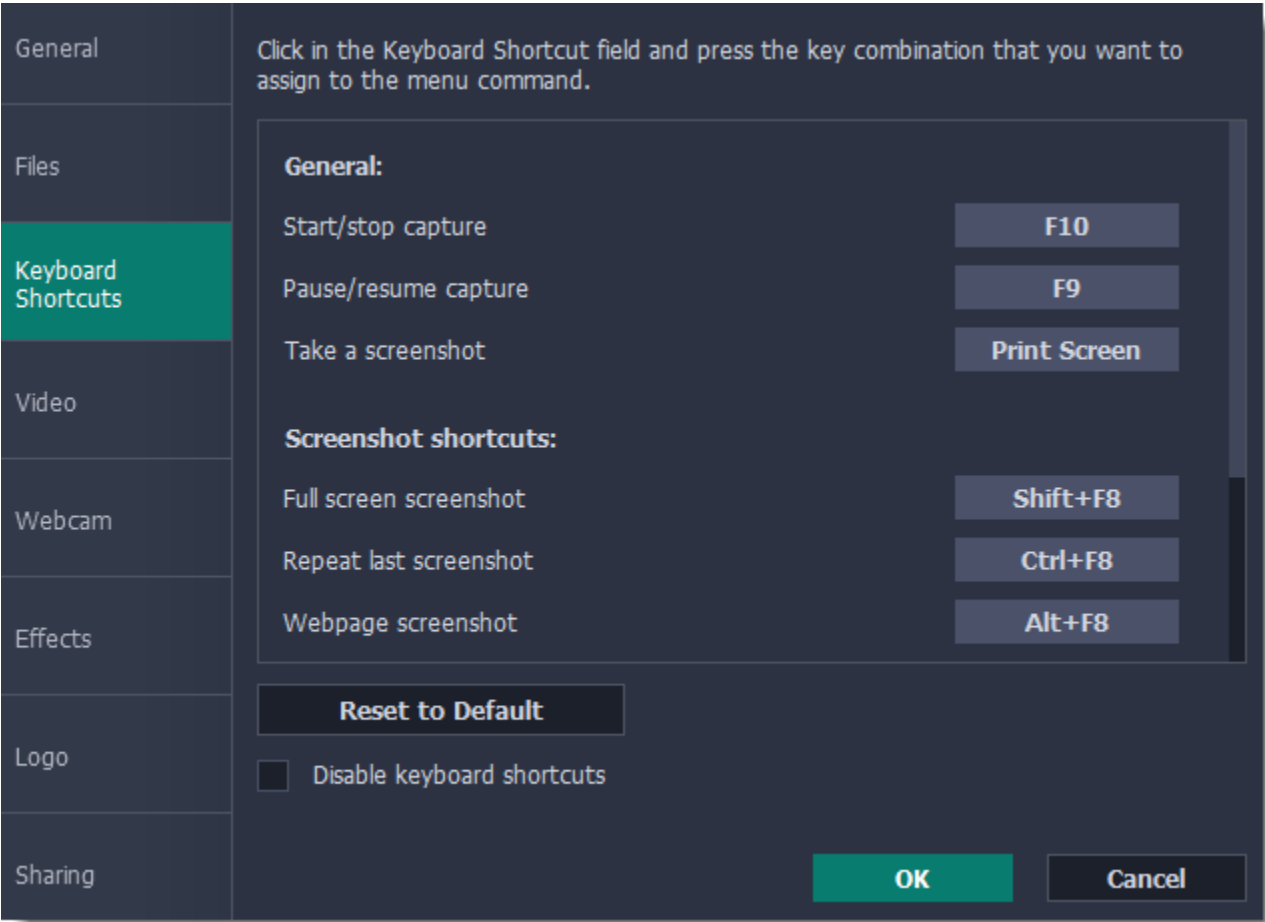 General
Files
Keyboard
Shortcuts
Video
Webcam
Effects
Logo
Sharing
Click in the Keyboard Shortcut field and press the key combination that you want to
assign to the menu command.
General:
Start/stop capture F10
Pause/resume capture F9
Take a screenshot Print Screen
Screenshot shortcuts:
Full screen screenshot Shift+F8
Repeat last screenshot Ctrl+F8
Webpage screenshot Alt+F8
Reset to Default
Disable keyboard shortcuts
OK Cancel